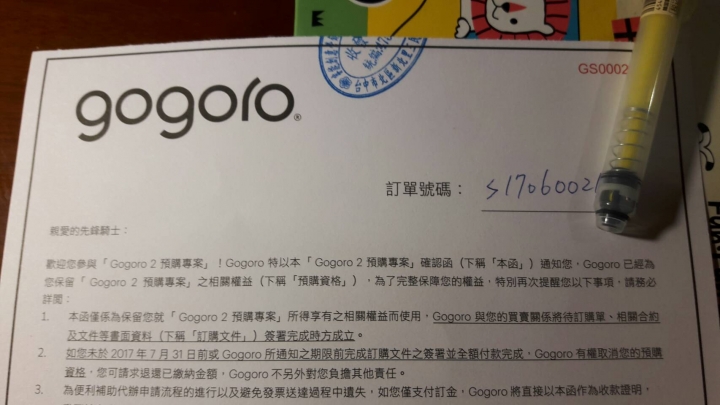 gogoro®
GS0002
訂單號碼： S1706002
親愛的先鋒騎士：
歡迎您參與「Gogoro 2 預購專案」！Gogoro 特以本「Gogoro 2 預購專案」確認函（下稱「本函」）通知您，Gogoro 已經為
您保留「Gogoro 2 預購專案」之相關權益（下稱「預購資格」），為了完整保障您的權益，特別再次提醒您以下事項，請務必
詳閱：
1. 本函僅係為保留您就「Gogoro 2 預購專案」所得享有之相關權益而使用，Gogoro 與您的買賣關係將待訂購單、相關合約
及文件等書面資料（下稱「訂購文件」）簽署完成時方成立。
2. 如您未於 2017 年 7 月 31 日前或 Gogoro 所通知之期限前完成訂購文件之簽署並全額付款完成，Gogoro 有權取消您的預購
資格，您可請求退還已繳納金額，Gogoro 不另外對您負擔其他責任。
3. 為便利補助代辦申請流程的進行以及避免發票送達過程中遺失，如您僅支付訂金，Gogoro 將直接以本函作為收款證明，